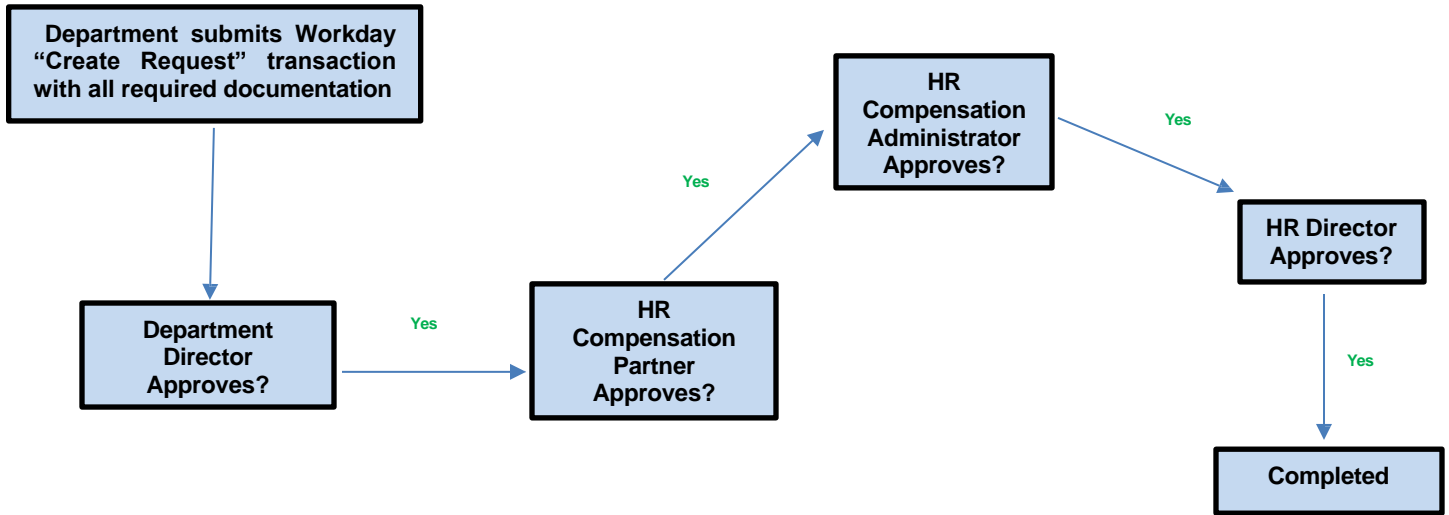 Department submits Workday
“Create Request” transaction
with all required documentation
Department
Director
Approves?
Yes
HR
Compensation
Partner
Approves?
Yes
HR
Compensation
Administrator
Approves?
Yes
HR Director
Approves?
Yes
Completed